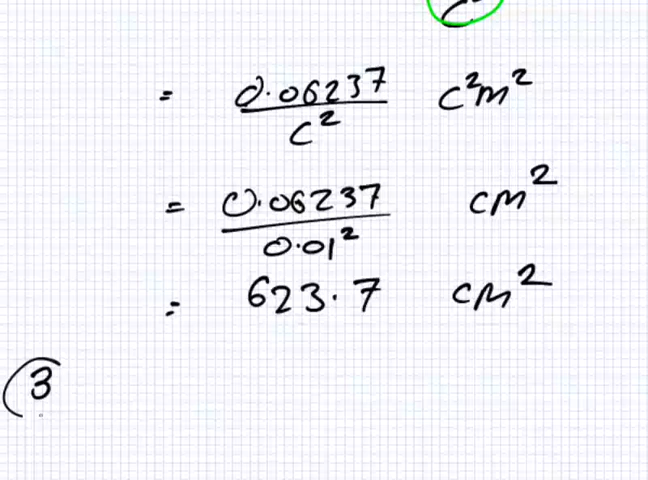 = 0.06237 / c² c²m²
= 0.06237 / 0.01² cm²
= 623.7 cm²
(3